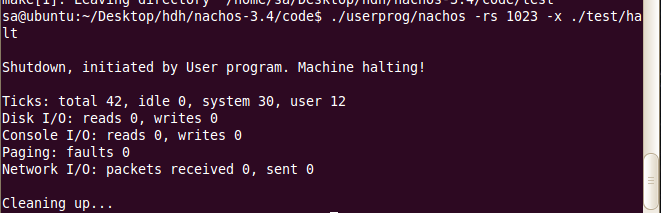 make[1]: Leaving directory `/home/sa/Desktop/hdh/nachos-3.4/code/test'
sa@ubuntu:~/Desktop/hdh/nachos-3.4/code$ ./userprog/nachos -rs 1023 -x ./test/ha
lt
Shutdown, initiated by User program. Machine halting!
Ticks: total 42, idle 0, system 30, user 12
Disk I/O: reads 0, writes 0
Console I/O: reads 0, writes 0
Paging: faults 0
Network I/O: packets received 0, sent 0
Cleaning up...